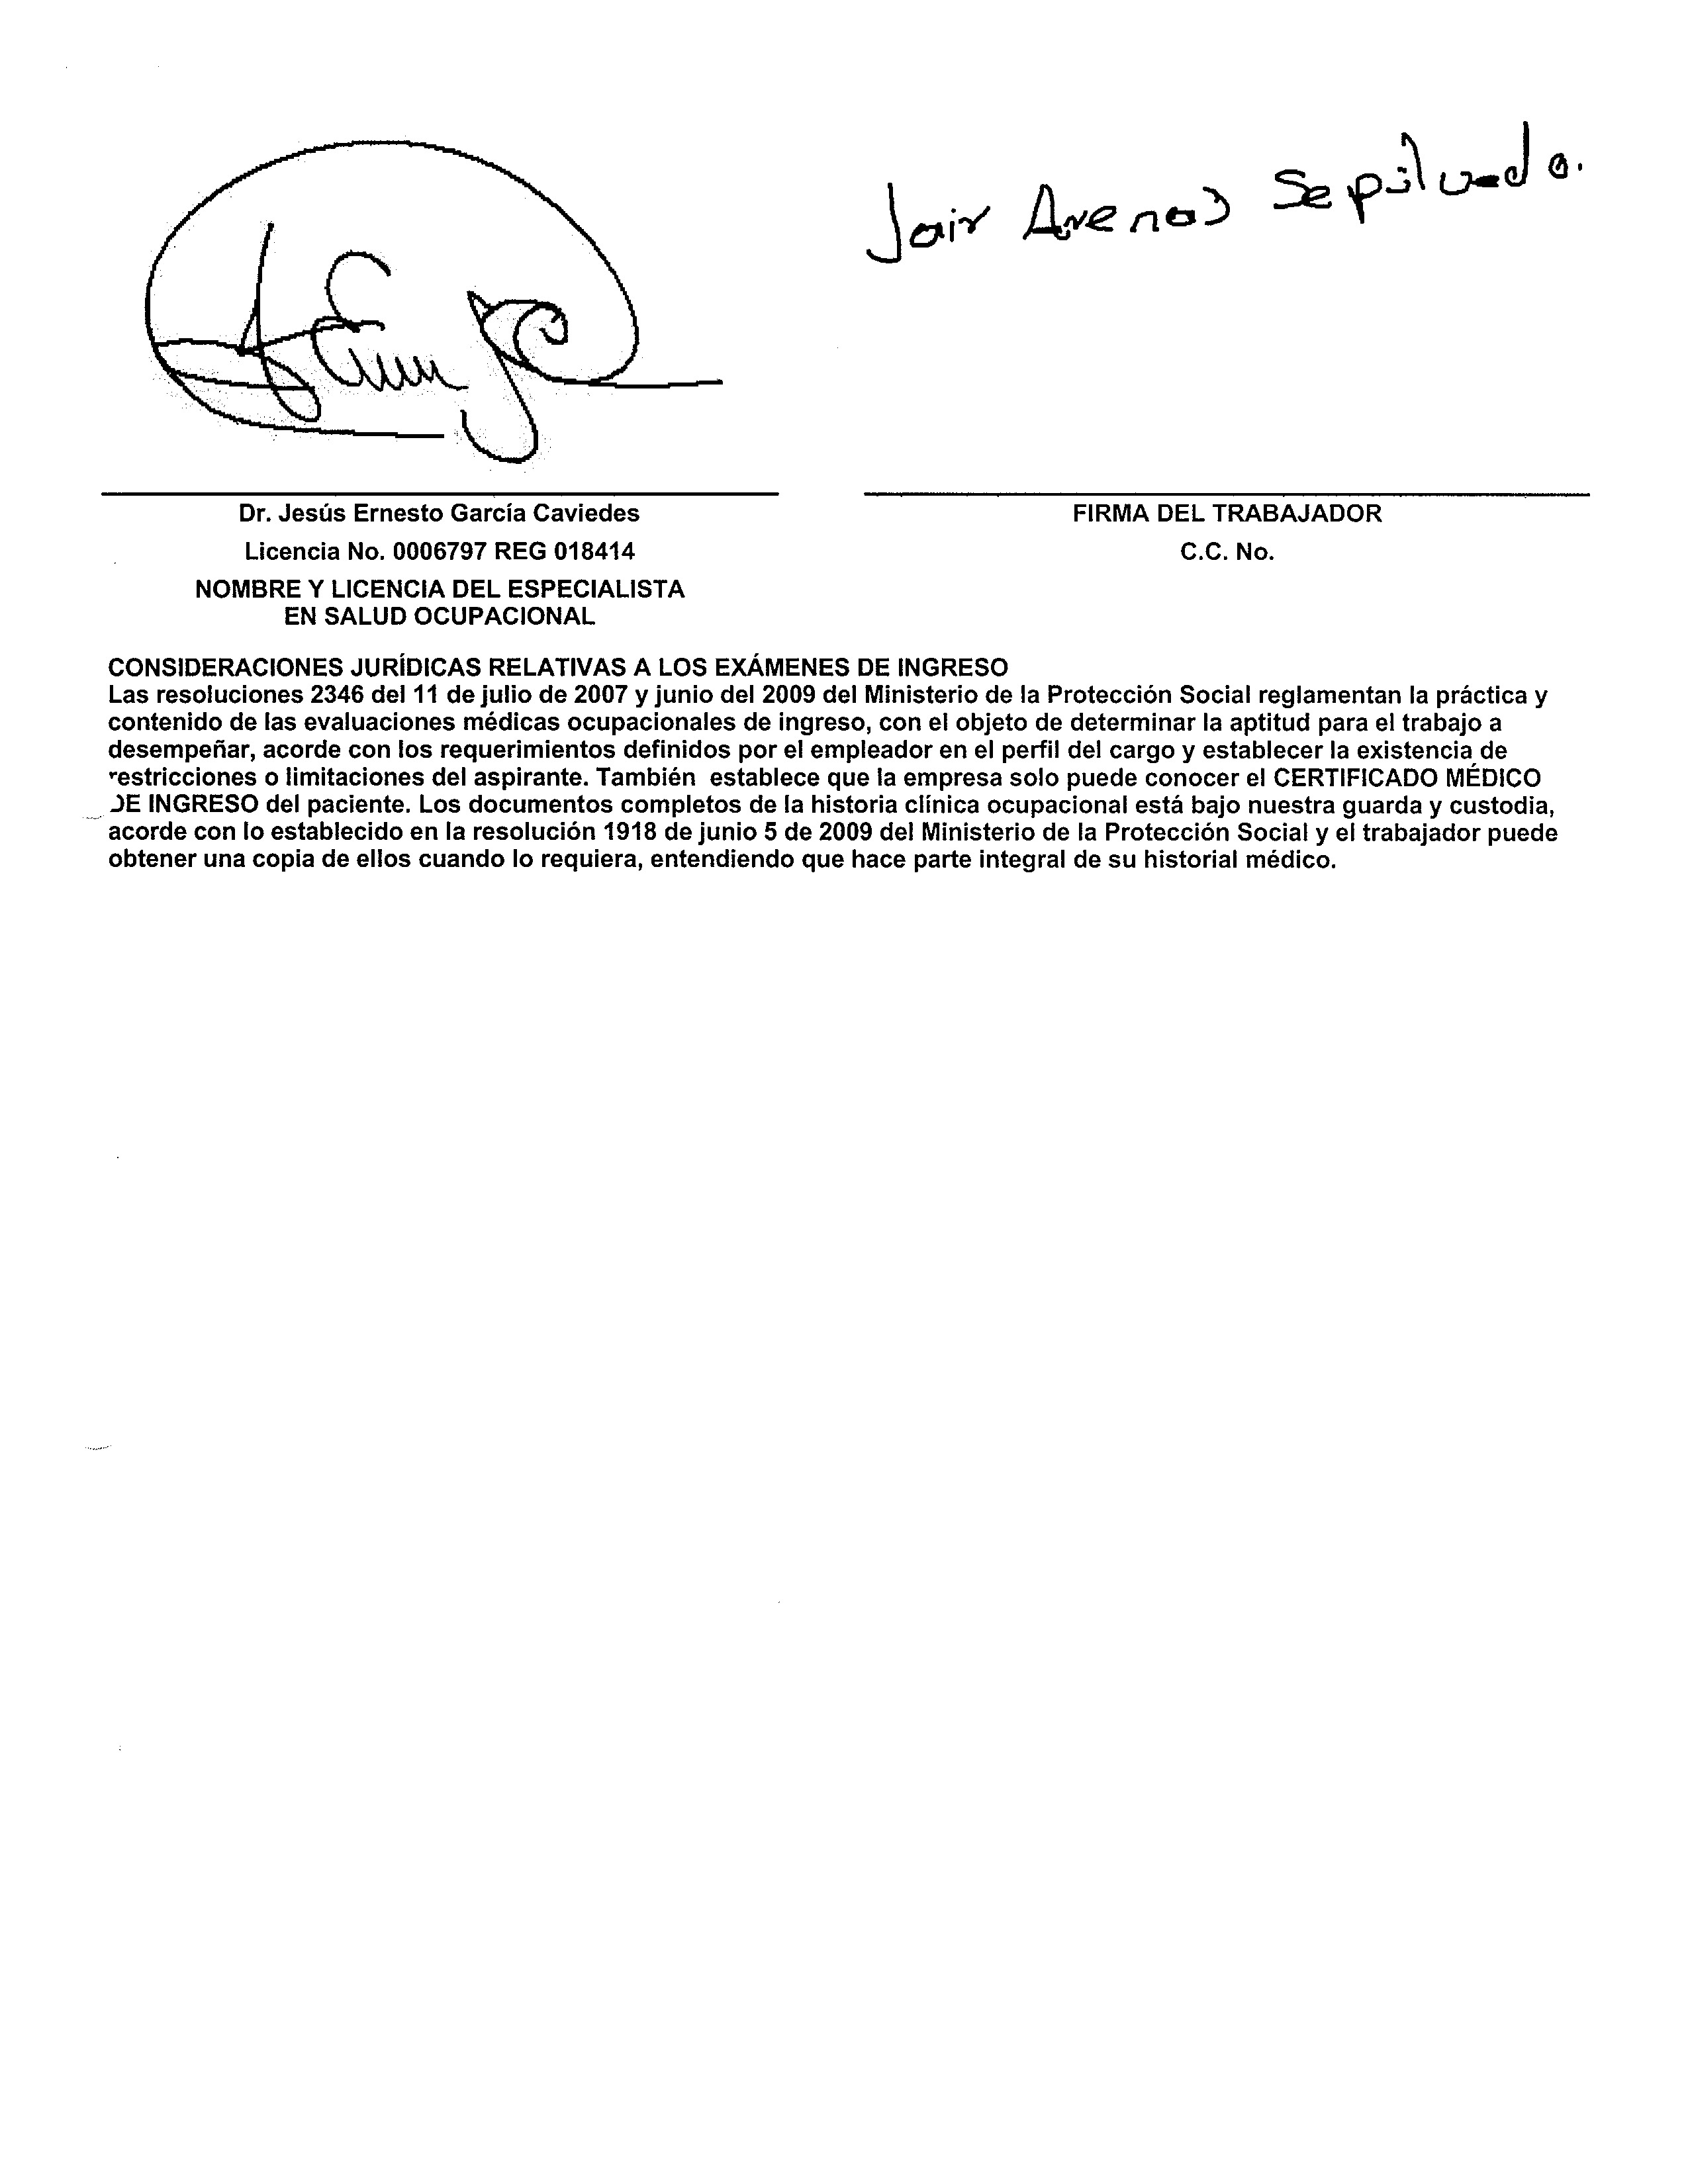 Jair Arenas Sepulveda.
Dr. Jesús Ernesto García Caviedes
Licencia No. 0006797 REG 018414
NOMBRE Y LICENCIA DEL ESPECIALISTA
EN SALUD OCUPACIONAL
FIRMA DEL TRABAJADOR
C.C. No.
CONSIDERACIONES JURÍDICAS RELATIVAS A LOS EXÁMENES DE INGRESO
Las resoluciones 2346 del 11 de julio de 2007 y junio del 2009 del Ministerio de la Protección Social reglamentan la práctica y
contenido de las evaluaciones médicas ocupacionales de ingreso, con el objeto de determinar la aptitud para el trabajo a
desempeñar, acorde con los requerimientos definidos por el empleador en el perfil del cargo y establecer la existencia de
restricciones o limitaciones del aspirante. También establece que la empresa solo puede conocer el CERTIFICADO MÉDICO
DE INGRESO del paciente. Los documentos completos de la historia clínica ocupacional está bajo nuestra guarda y custodia,
acorde con lo establecido en la resolución 1918 de junio 5 de 2009 del Ministerio de la Protección Social y el trabajador puede
obtener una copia de ellos cuando lo requiera, entendiendo que hace parte integral de su historial médico.